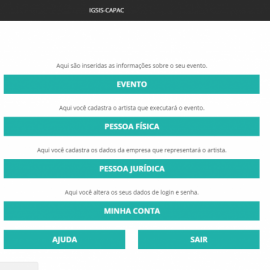 IGSIS-CAPAC
Aqui são inseridas as informações sobre o seu evento.
EVENTO
Aqui você cadastra o artista que executará o evento.
PESSOA FÍSICA
Aqui você cadastra os dados da empresa que representará o artista.
PESSOA JURÍDICA
Aqui você altera os seus dados de login e senha.
MINHA CONTA
AJUDA
SAIR